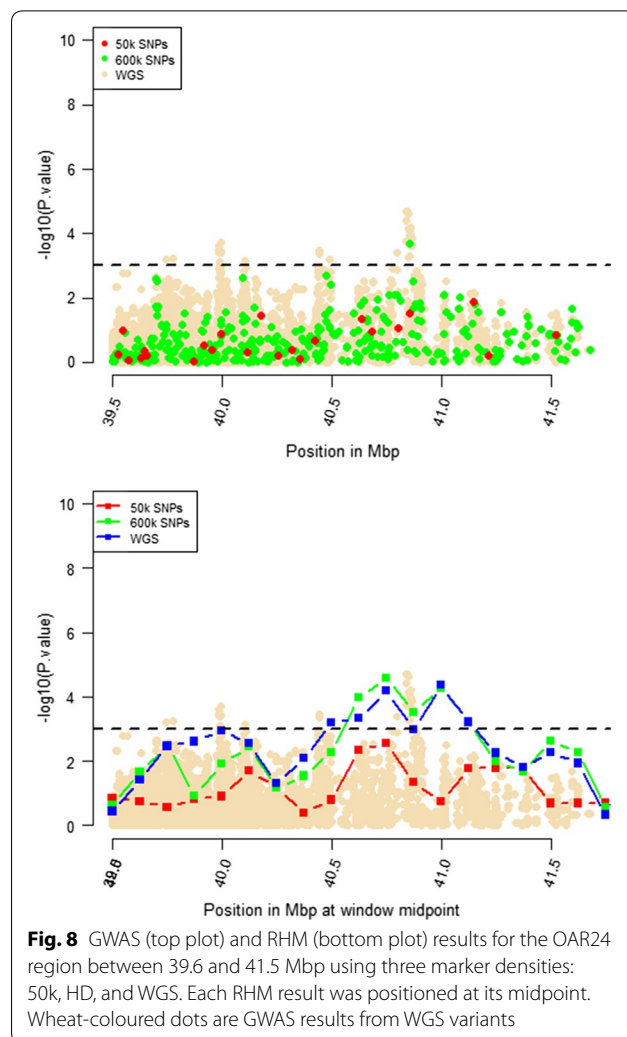 10
8
6
4
2
0
-log10(P.value)
50k SNPs
600k SNPs
WGS
39.5
40.0
40.5
41.0
41.5
Position in Mbp
10
8
6
4
2
0
-log10(P.value)
50k SNPs
600k SNPs
WGS
40.0
40.5
41.0
41.5
Position in Mbp at window midpoint
Fig. 8 GWAS (top plot) and RHM (bottom plot) results for the OAR24
region between 39.6 and 41.5 Mbp using three marker densities:
50k, HD, and WGS. Each RHM result was positioned at its midpoint.
Wheat-coloured dots are GWAS results from WGS variants